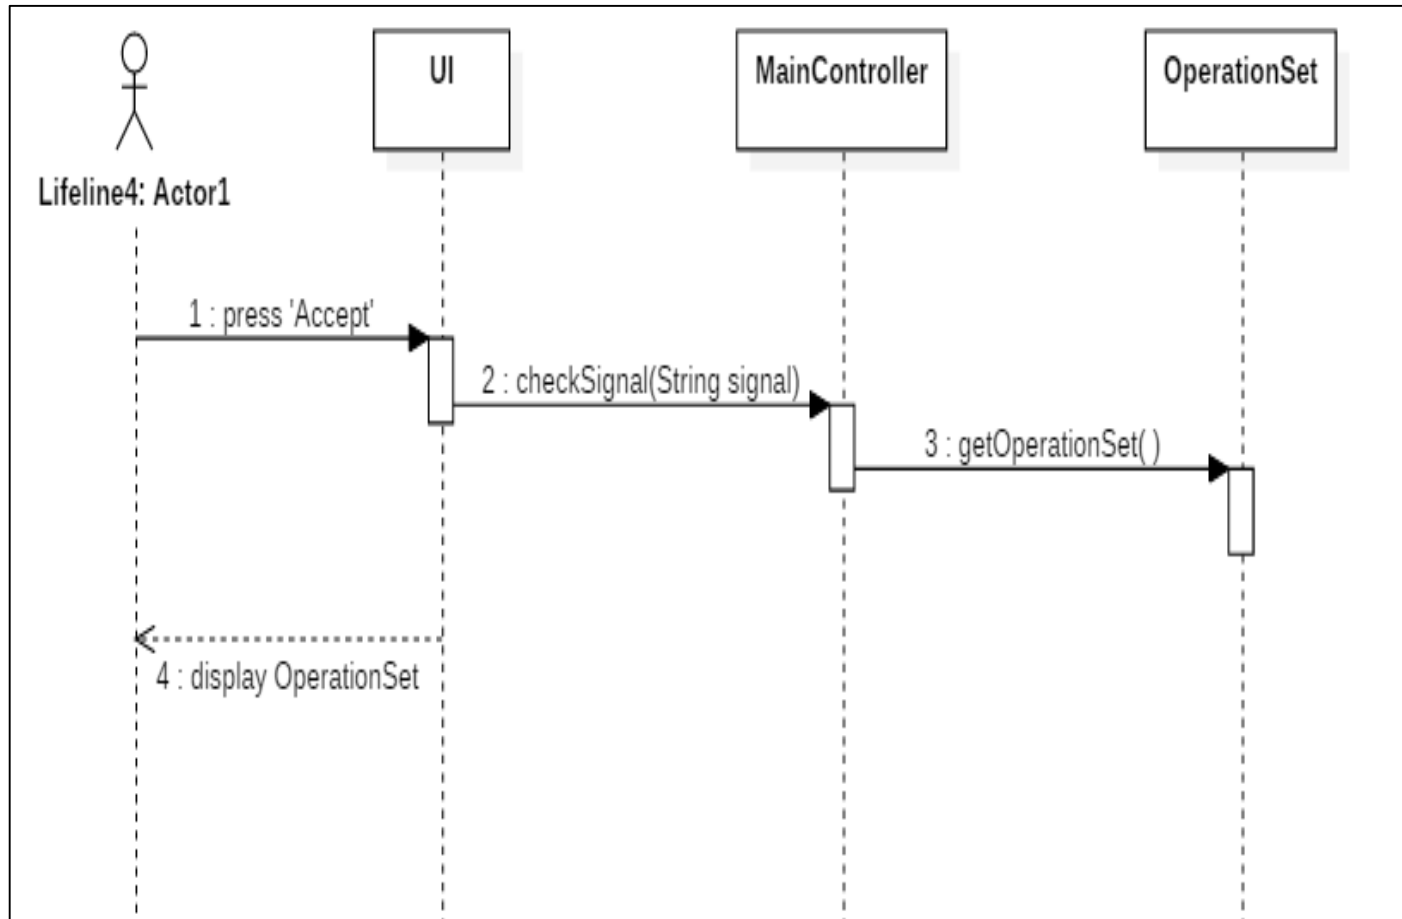 UI
MainController
OperationSet
Lifeline4: Actor1
1 : press 'Accept'
2 : checkSignal(String signal)
3 : getOperationSet( )
4 : display OperationSet